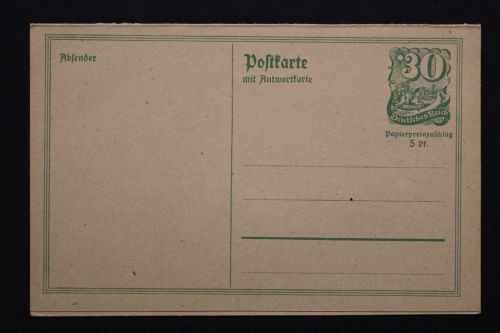 Absender
Postkarte
mit Antwortkarte
30
Deutsches Reich
Papierpreiszuschlag
5 Pf.